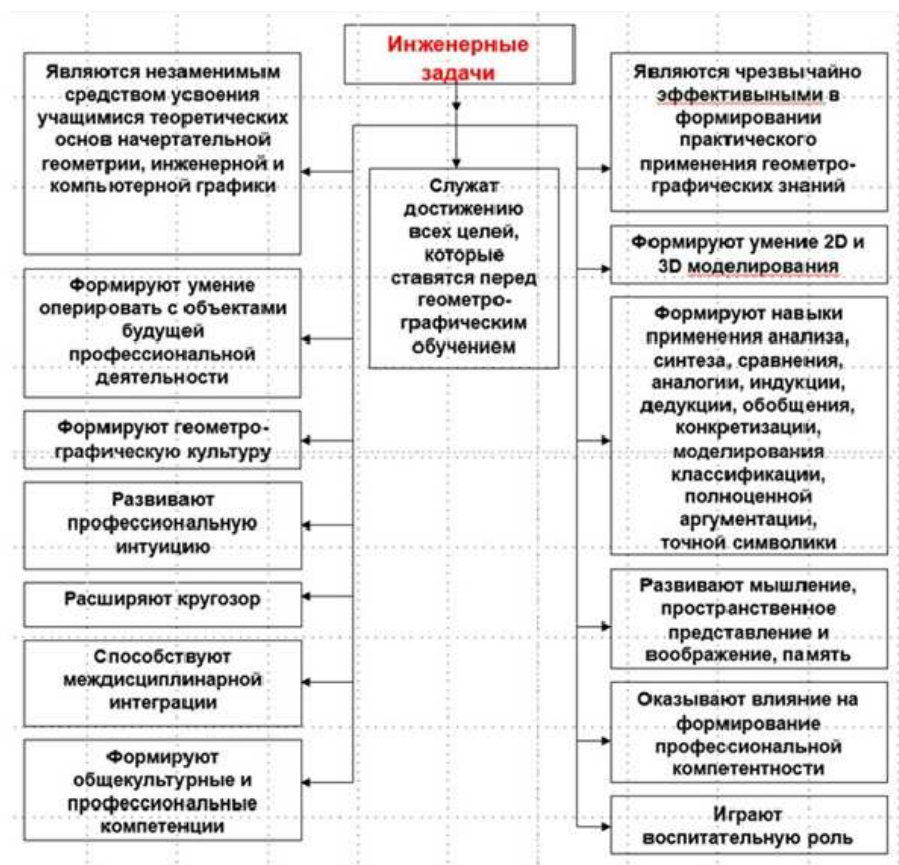 Инженерные
задачи
Являются незаменимым
средством усвоения
учащимися теоретических
основ начертательной
геометрии, инженерной и
компьютерной графики
Формируют умение
оперировать с объектами
будущей
профессиональной
деятельности
Формируют геометро-
графическую культуру
Развивают
профессиональную
интуицию
Расширяют кругозор
Способствуют
междисциплинарной
интеграции
Формируют
общекультурные и
профессиональные
компетенции
Служат
достижению
всех целей,
которые
ставятся перед
геометро-
графическим
обучением
Являются чрезвычайно
эффективыными в
формировании
практического
применения геометро-
графических знаний
Формируют умение 2D и
3D моделирования
Формируют навыки
применения анализа,
синтеза, сравнения,
аналогии, индукции,
дедукции, обобщения,
конкретизации,
моделирования
классификации,
полноценной
аргументации,
точной символики
Развивают мышление,
пространственное
представление и
воображение, память
Оказывают влияние на
формирование
профессиональной
компетентности
Играют
воспитательную роль